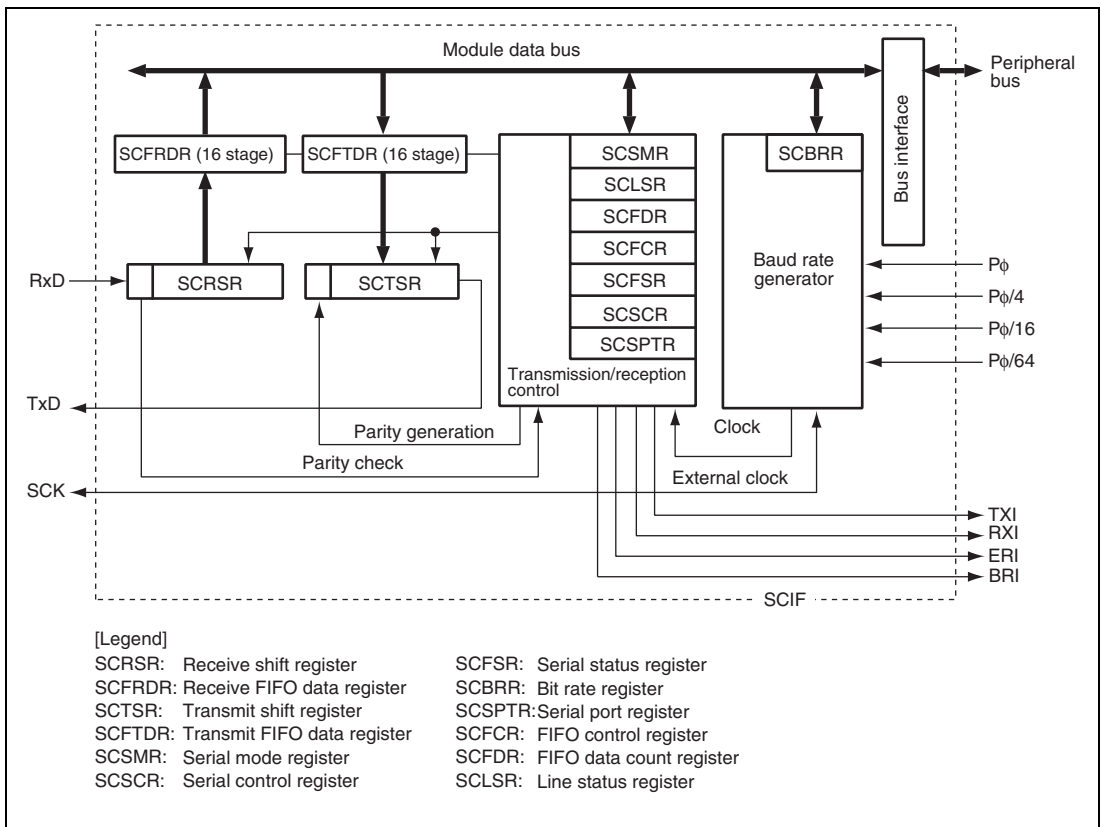 Module data bus
Peripheral
bus
Bus interface
SCFRDR (16 stage)
SCFTDR (16 stage)
SCSMR
SCLSR
SCFDR
SCFCR
SCFSR
SCSCR
SCSPTR
Transmission/reception
control
SCBRR
Baud rate
generator
RxD
SCRSR
SCTSR
Pϕ
Pϕ/4
Pϕ/16
Pϕ/64
TxD
Parity generation
Parity check
Clock
External clock
SCK
TXI
RXI
ERI
BRI
SCIF
[Legend]
SCRSR: Receive shift register
SCFRDR: Receive FIFO data register
SCTSR: Transmit shift register
SCFTDR: Transmit FIFO data register
SCSMR: Serial mode register
SCSCR: Serial control register
SCFSR: Serial status register
SCBRR: Bit rate register
SCSPTR:Serial port register
SCFCR: FIFO control register
SCFDR: FIFO data count register
SCLSR: Line status register